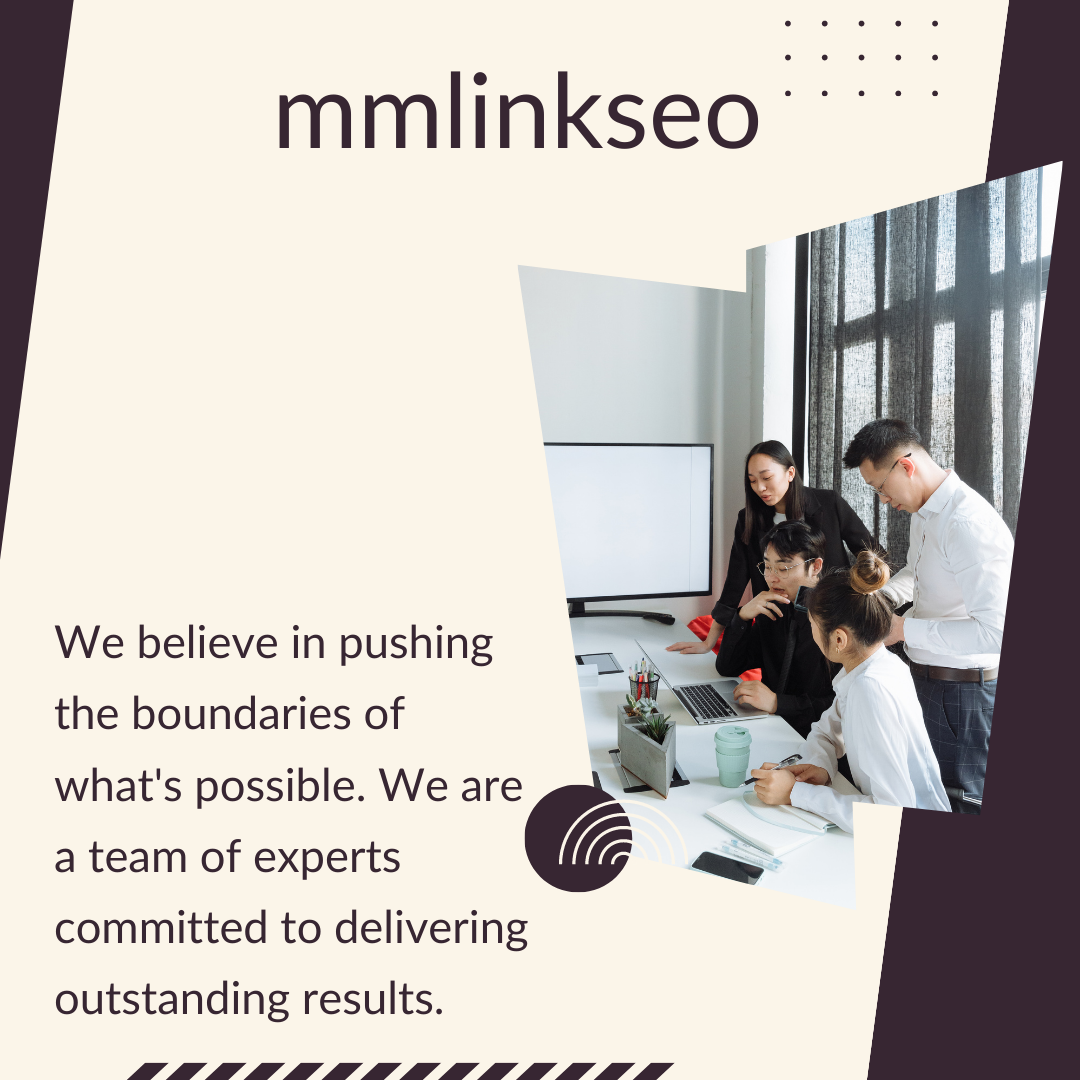 mmlinkseo
We believe in pushing
the boundaries of
what's possible. We are
a team of experts
committed to delivering
outstanding results.